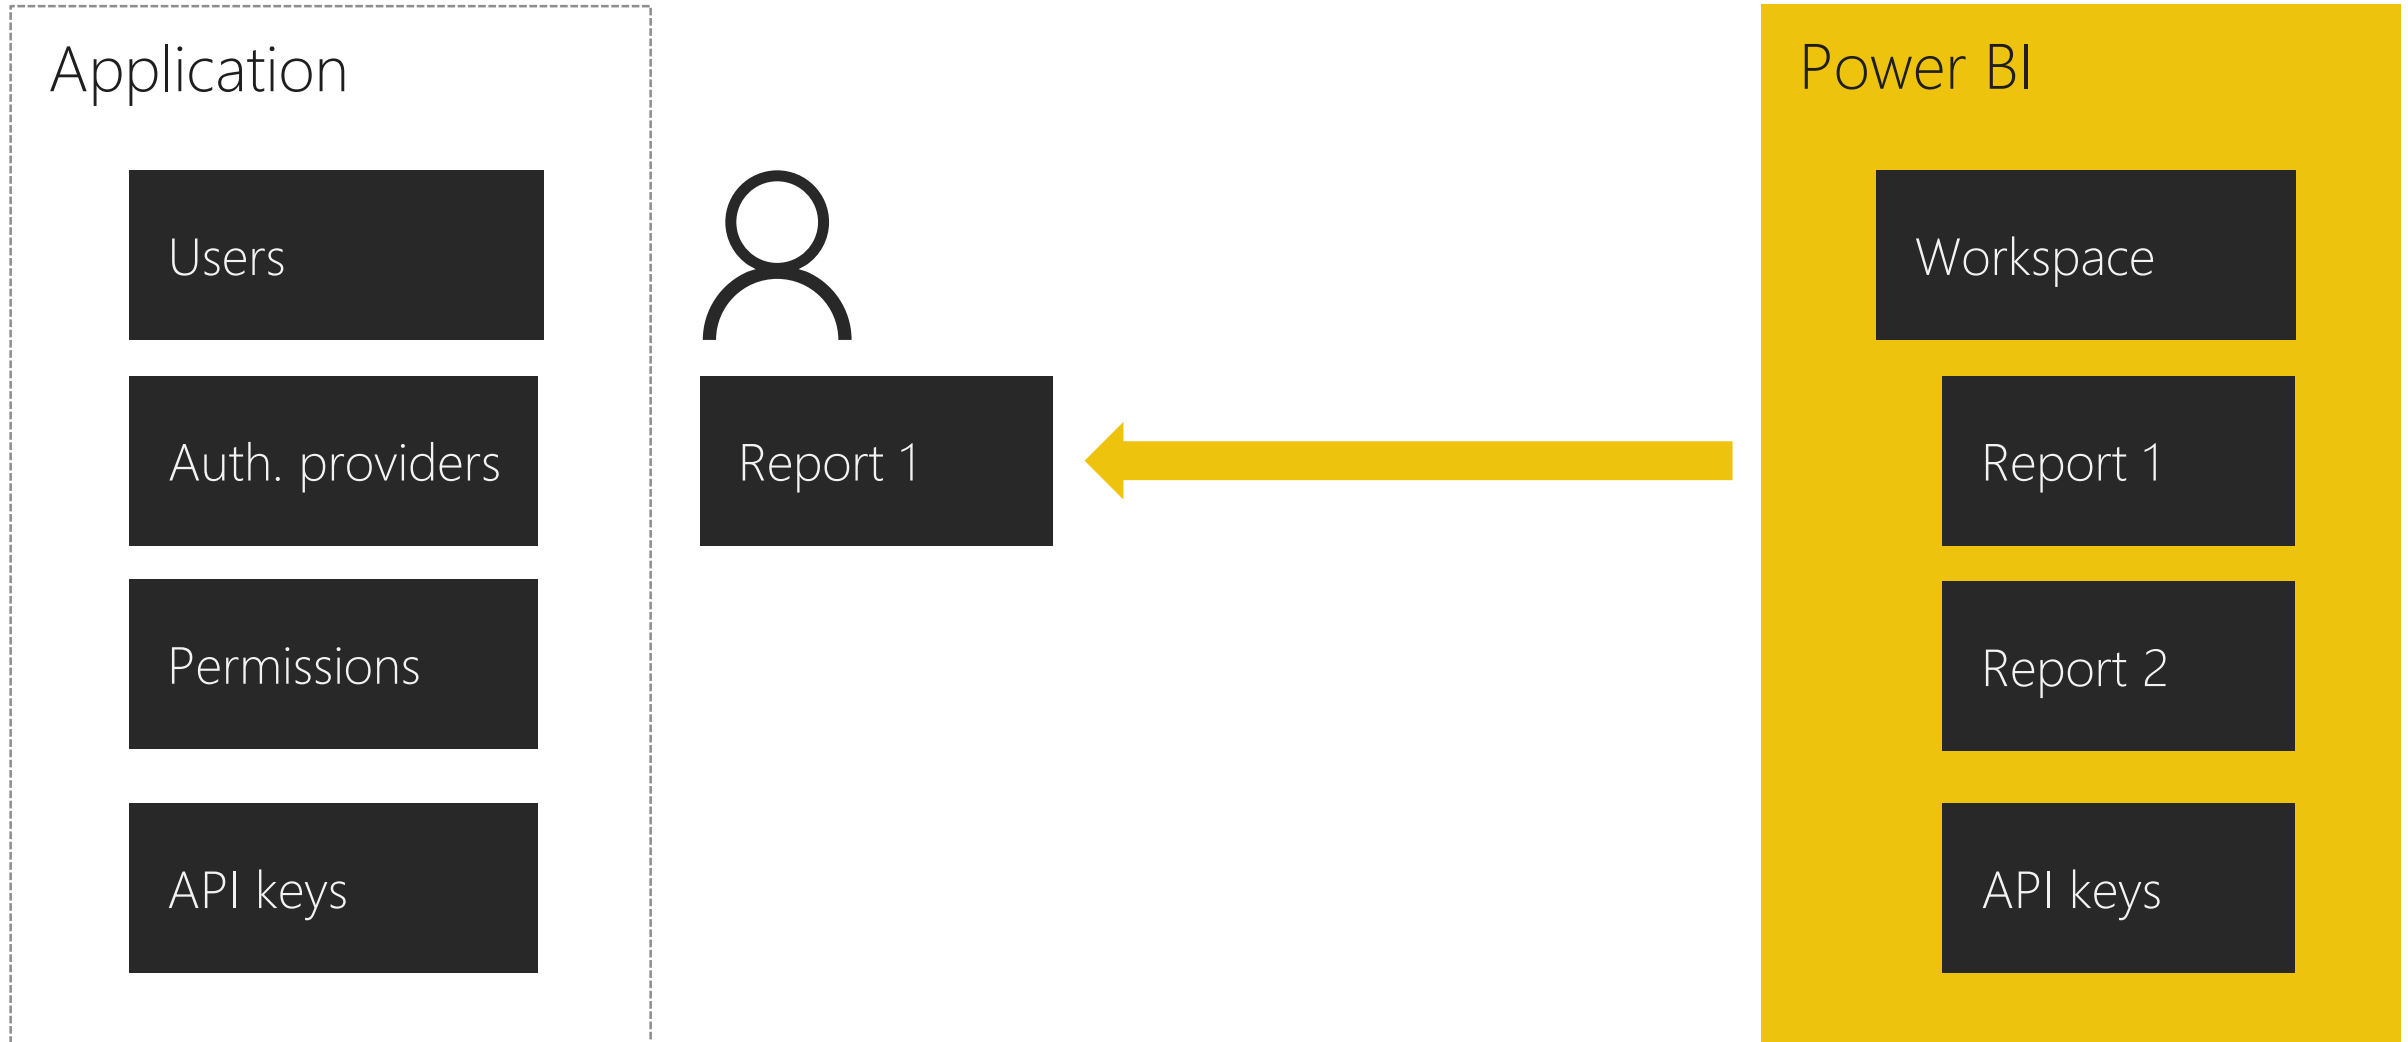 Application
Users
Auth. providers
Permissions
API keys
Report 1
Power BI
Workspace
Report 1
Report 2
API keys